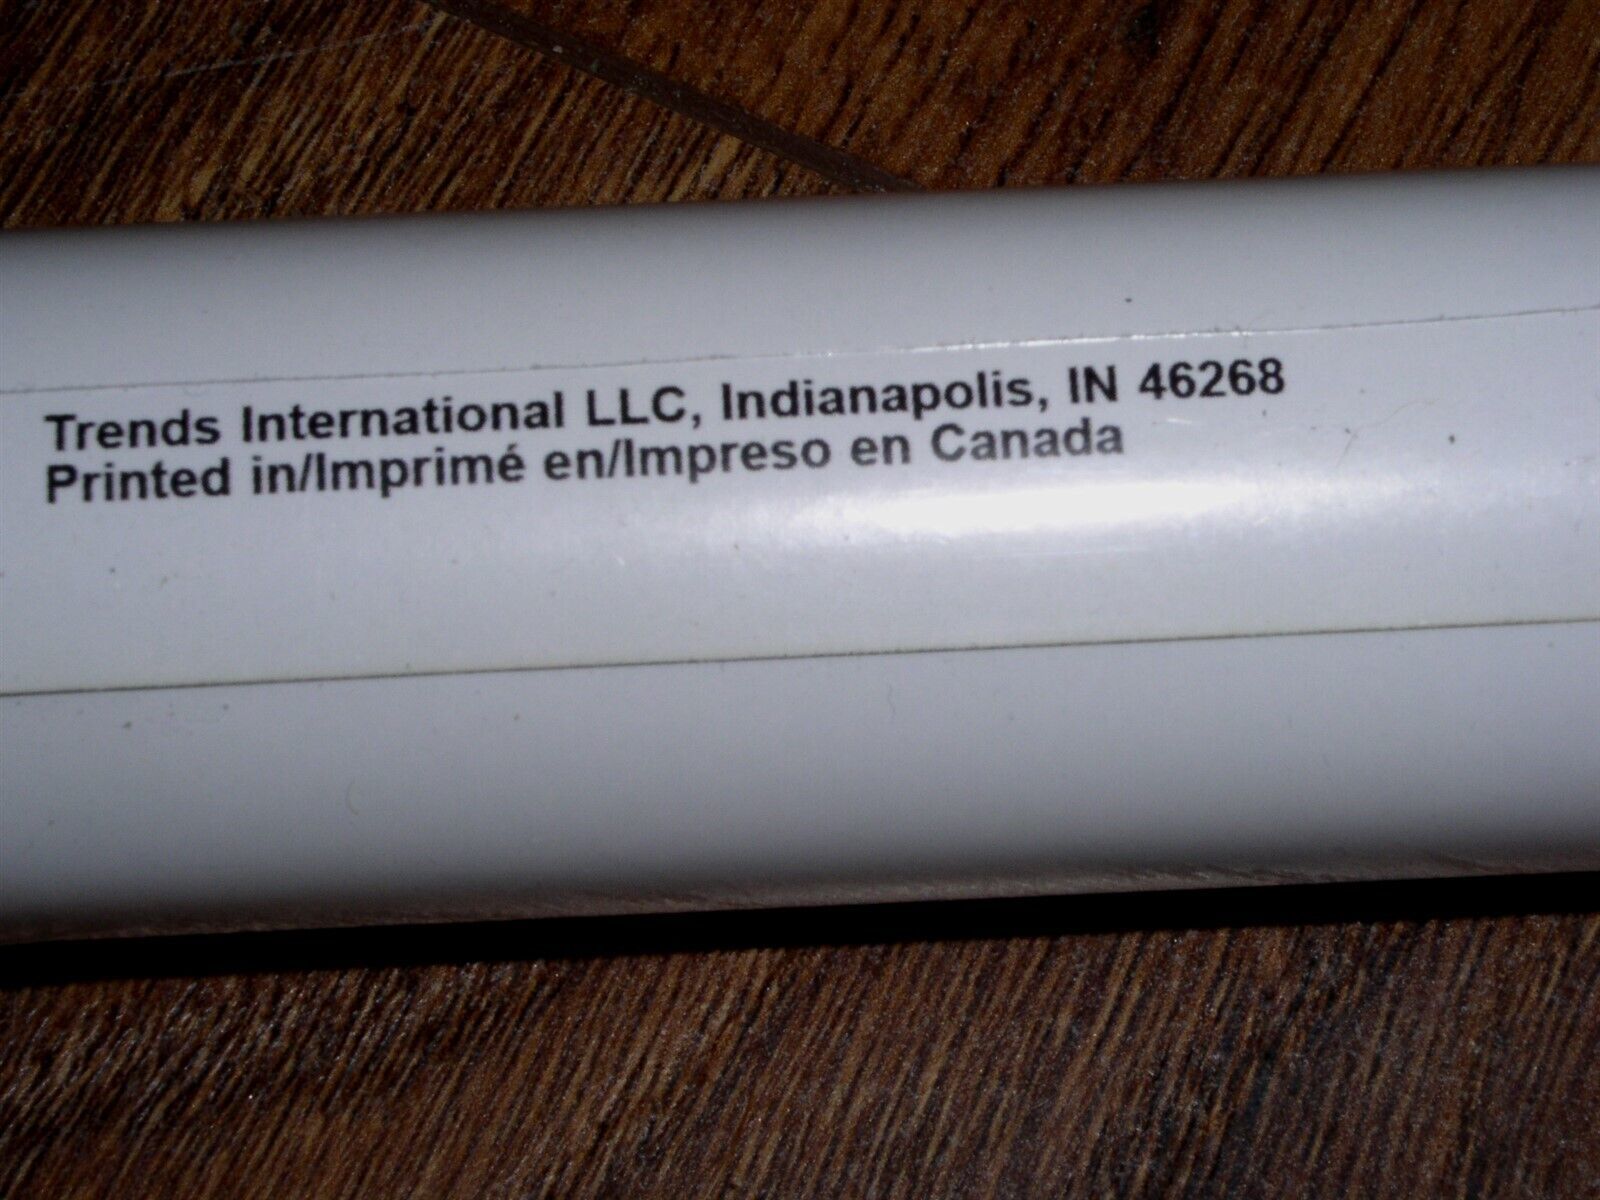 Trends International LLC, Indianapolis, IN 46268
Printed in/Imprimé en/Impreso en Canada